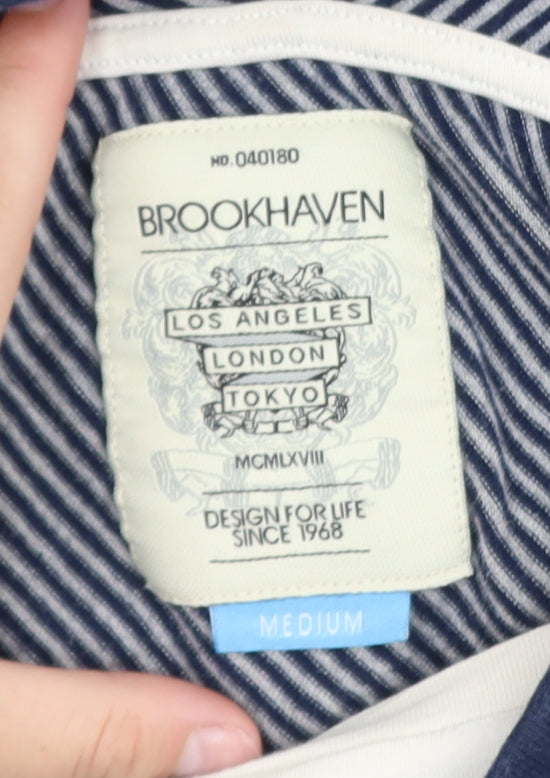 NO. 040180
BROOKHAVEN
LOS ANGELES
LONDON
TOKYO
MCMLXVIII
DESIGN FOR LIFE
SINCE 1968
MEDIUM